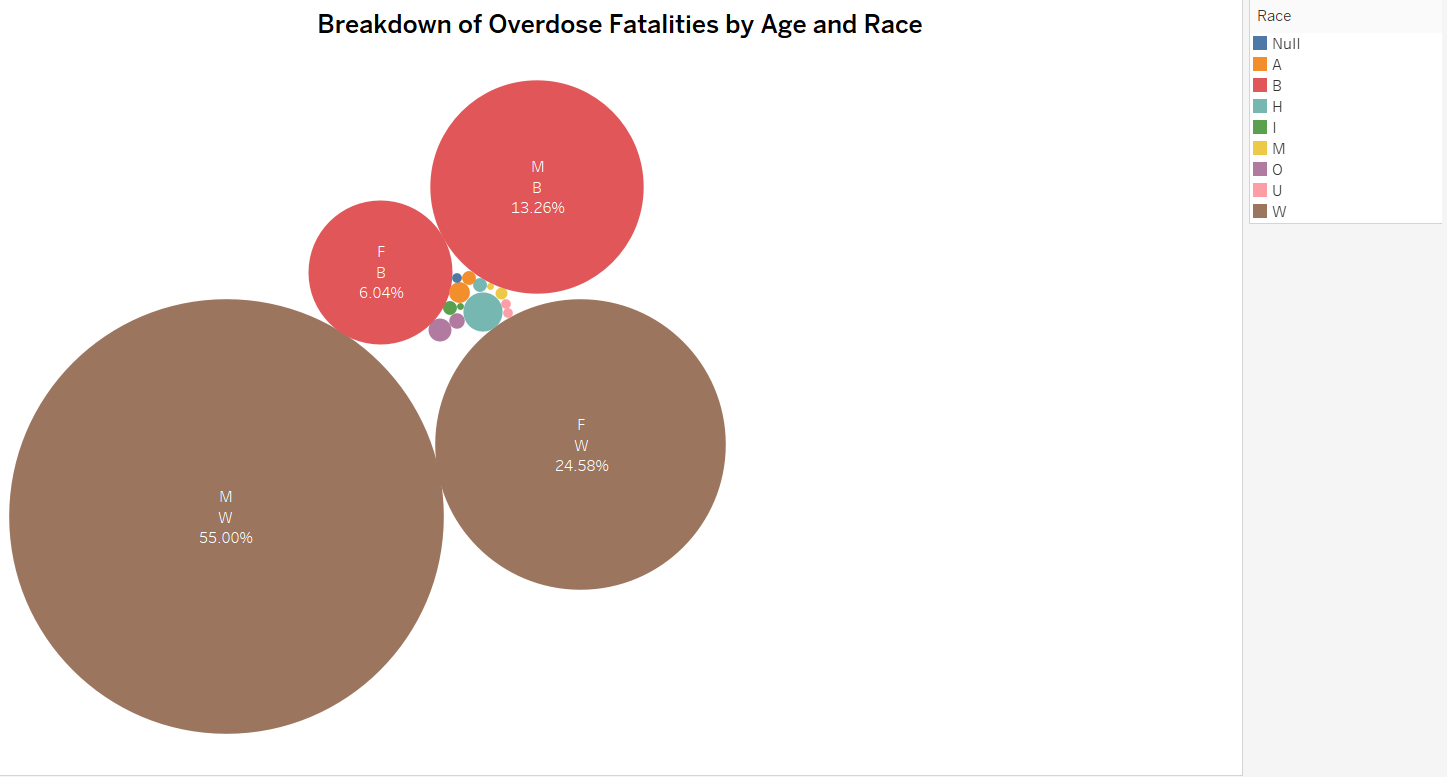 Breakdown of Overdose Fatalities by Age and Race
M
B
13.26%
F
B
6.04%
F
W
24.58%
M
W
55.00%
Race
Null
A
B
H
I
M
O
U
W